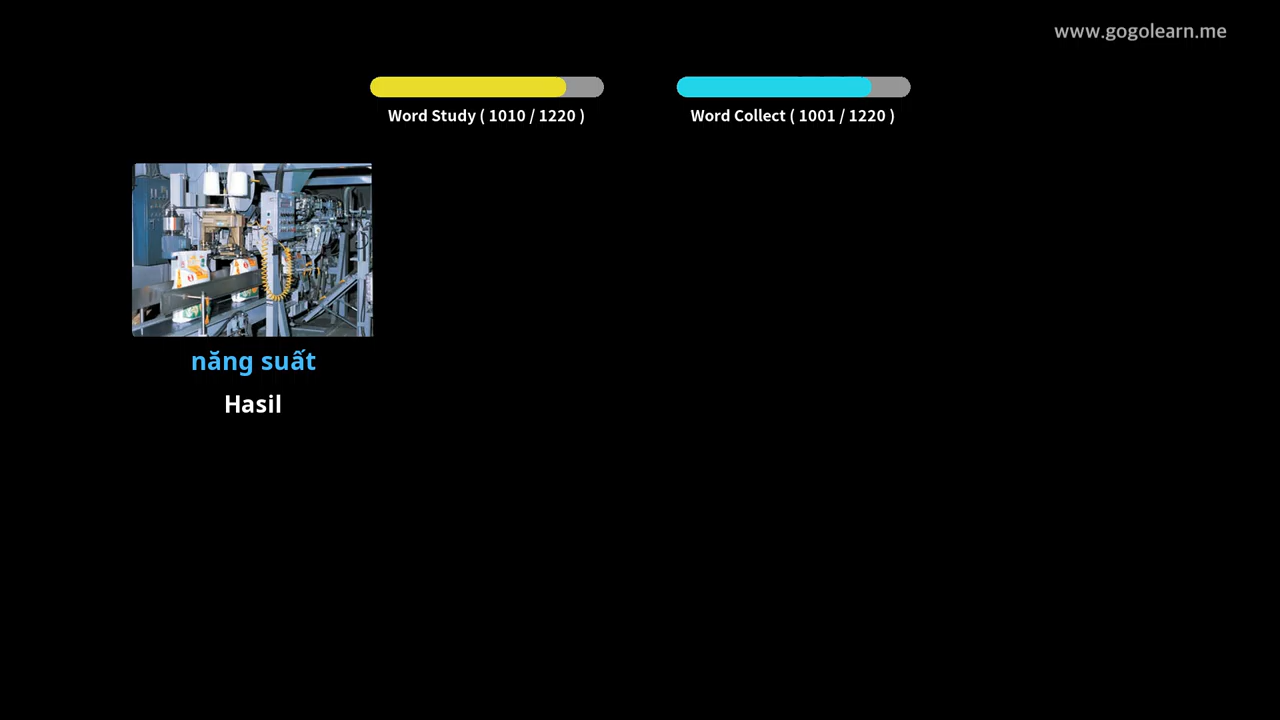 www.gogolearn.me
Word Study ( 1010 / 1220 )
Word Collect ( 1001 / 1220 )
năng suất
Hasil